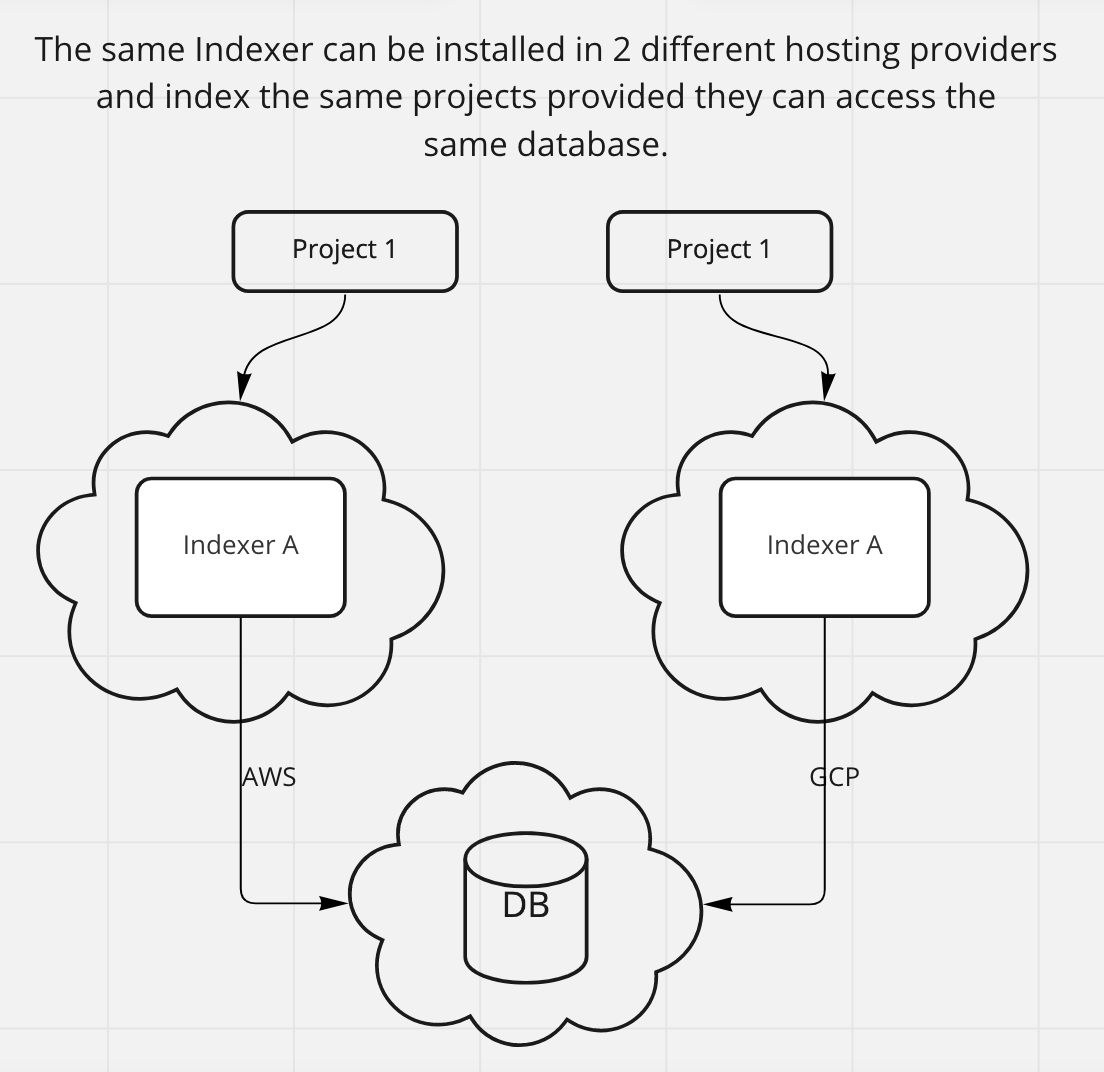 The same Indexer can be installed in 2 different hosting providers
and index the same projects provided they can access the
same database.
Project 1
Project 1
Indexer A
Indexer A
AWS
GCP
DB